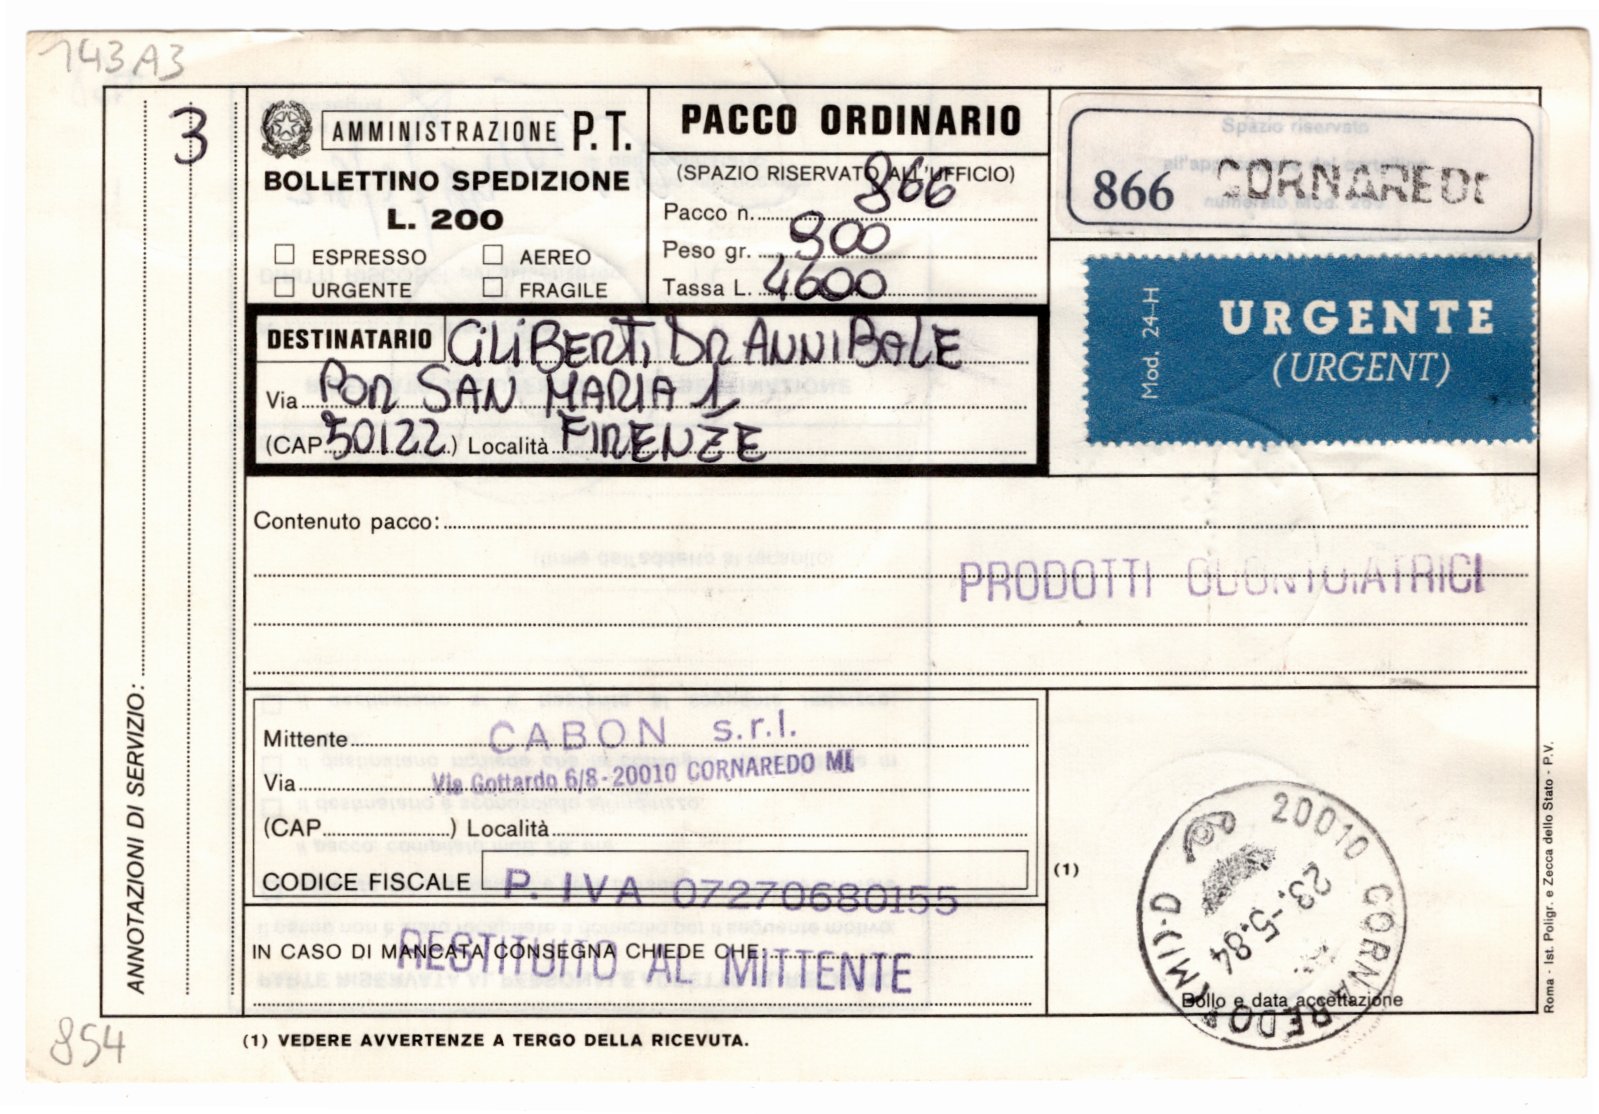 143A3
3
AMMINISTRAZIONE P.T.
BOLLETTINO SPEDIZIONE
L. 200
ESPRESSO AEREO
URGENTE FRAGILE
PACCO ORDINARIO
(SPAZIO RISERVATO ALL'UFFICIO)
Pacco n. 866
Peso gr. 900
Tassa L. 4600
Spazio riservato
866 CORNAREDO
Mod. 24-H
URGENTE
(URGENT)
DESTINATARIO CILIBERTI DR ANNIBALE
Via POR SAN MARIA 1
(CAP 50122) Località FIRENZE
Contenuto pacco:
PRODOTTI ODONTOIATRICI
ANNOTAZIONI DI SERVIZIO:
Mittente CABON s.r.l.
Via Via Gottardo 6/8 - 20010 CORNAREDO MI
(CAP ) Località
CODICE FISCALE P. IVA 07270680155
IN CASO DI MANCATA CONSEGNA CHIEDE CHE:
RESTITUITO AL MITTENTE
(1)
20010 CORNAREDO * (MI) - D
23.-5.84
Bollo e data accettazione
Roma - Ist. Poligr. e Zecca dello Stato - P.V.
854
(1) VEDERE AVVERTENZE A TERGO DELLA RICEVUTA.